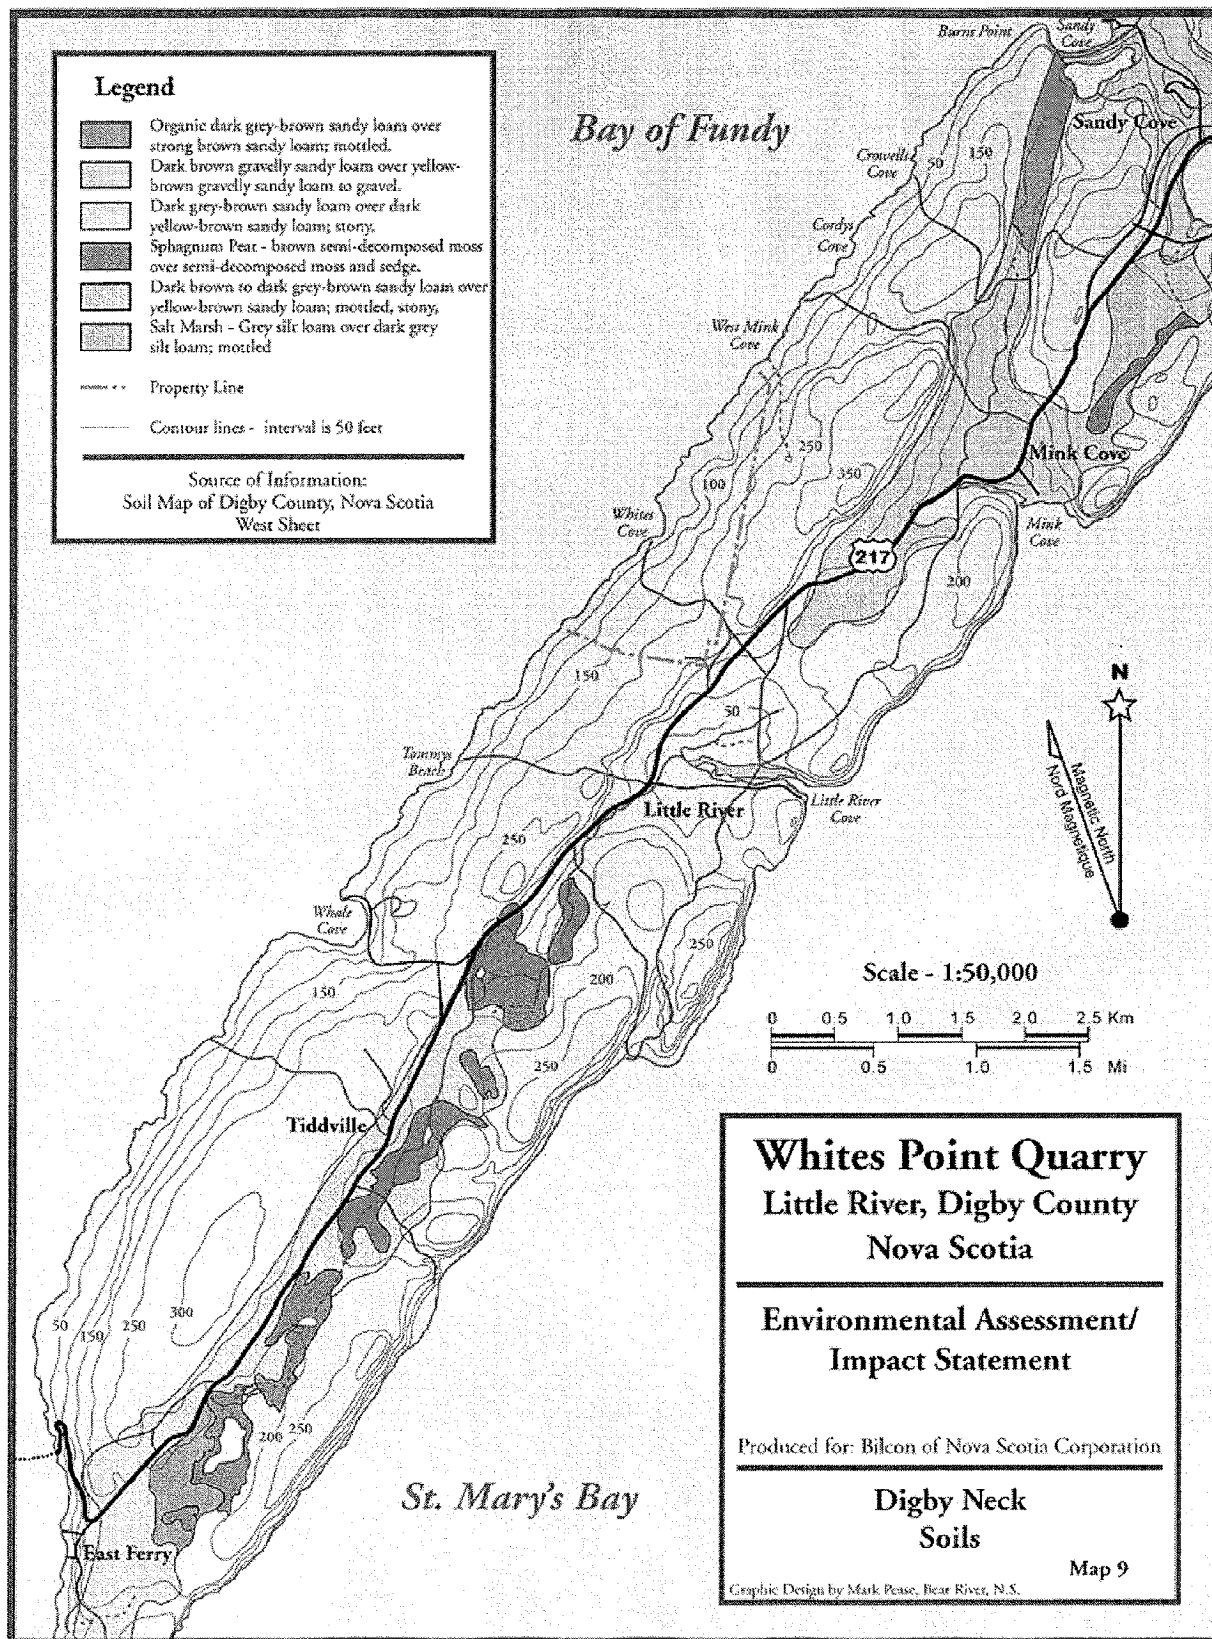 Legend
Organic dark grey-brown sandy loam over
strong brown sandy loam; mottled.
Dark brown gravelly sandy loam over yellow-
brown gravelly sandy loam to gravel.
Dark grey-brown sandy loam over dark
yellow-brown sandy loam; stony.
Sphagnum Peat - brown semi-decomposed moss
over semi-decomposed moss and sedge.
Dark brown to dark grey-brown sandy loam over
yellow-brown sandy loam; mottled, stony.
Salt Marsh - Grey silt loam over dark grey
silt loam; mottled
Property Line
Contour lines - interval is 50 feet
Source of Information:
Soil Map of Digby County, Nova Scotia
West Sheet
Burns Point
Sandy
Cove
Bay of Fundy
Sandy Cove
Crowells
Cove
50
150
Cordys
Cove
0
West Mink
Cove
0
0
Mink Cove
250
350
100
Whites
Cove
Mink
Cove
217
200
150
50
Tommys
Beach
Little River
Little River
Cove
250
Whale
Cove
250
200
150
250
Tiddville
300
50
150
250
200
250
St. Mary's Bay
East Ferry
N
Magnetic North
Nord Magnetique
Scale - 1:50,000
0 0.5 1.0 1.5 2.0 2.5 Km
0 0.5 1.0 1.5 Mi
Whites Point Quarry
Little River, Digby County
Nova Scotia
Environmental Assessment/
Impact Statement
Produced for: Bilcon of Nova Scotia Corporation
Digby Neck
Soils
Map 9
Graphic Design by Mark Pease, Bear River, N.S.